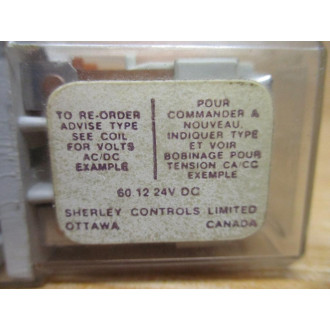 TO RE-ORDER
ADVISE TYPE
SEE COIL
FOR VOLTS
AC/DC
EXAMPLE
POUR
COMMANDER À
NOUVEAU,
INDIQUER TYPE
ET VOIR
BOBINAGE POUR
TENSION CA/CC
EXEMPLE
60.12 24V DC
SHERLEY CONTROLS LIMITED
OTTAWA CANADA